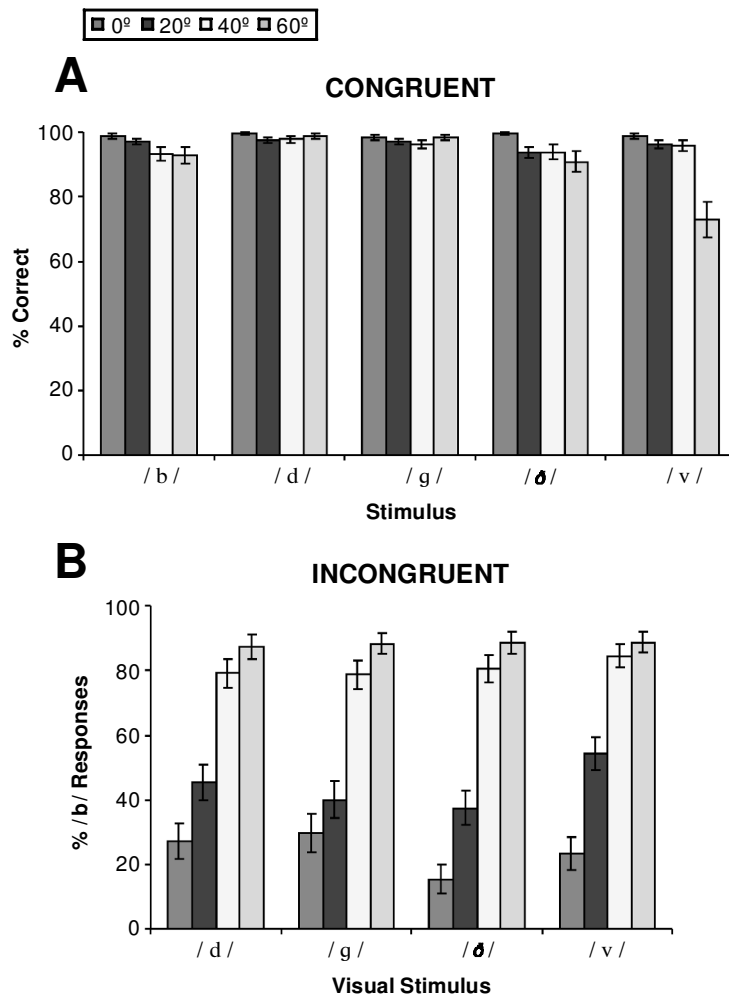 0º 20º 40º 60º
A
CONGRUENT
100
80
60
40
20
0
% Correct
/ b / / d / / g / / ð / / v /
Stimulus
B
INCONGRUENT
100
80
60
40
20
0
% /b/ Responses
/ d / / g / / ð / / v /
Visual Stimulus